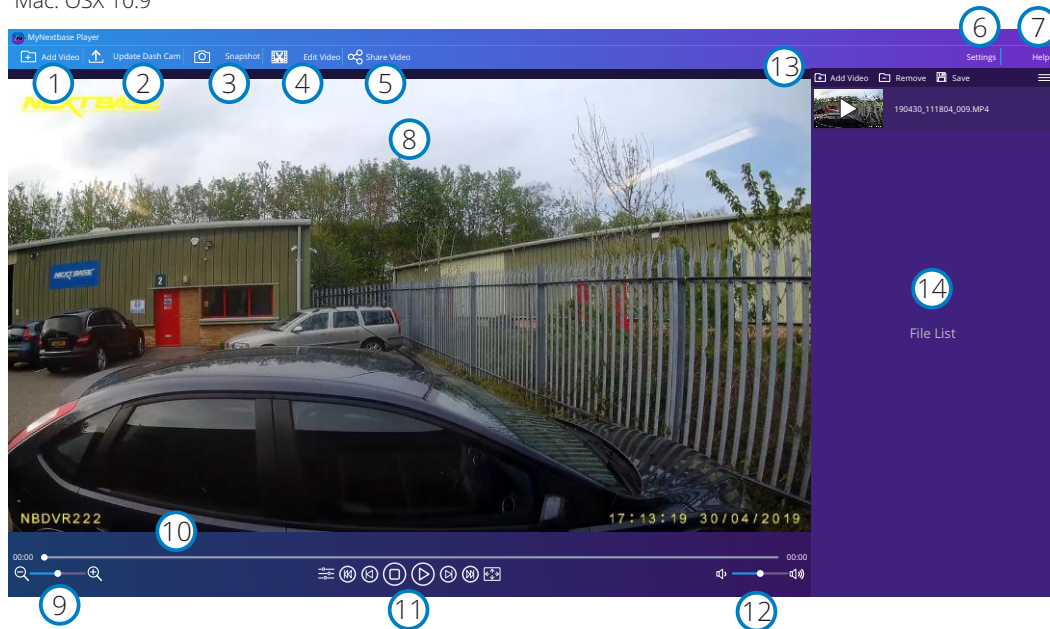 Mac: OSX 10.9
MyNextbase Player
Add Video Update Dash Cam Snapshot Edit Video Share Video Settings Help
1 2 3 4 5 6 7
13
Add Video Remove Save
190430_111804_009.MP4
NEXTBASE
8
NEXTBASE
2
14
File List
NBDVR222 17:13:19 30/04/2019
10
00:00 00:00
9 11 12